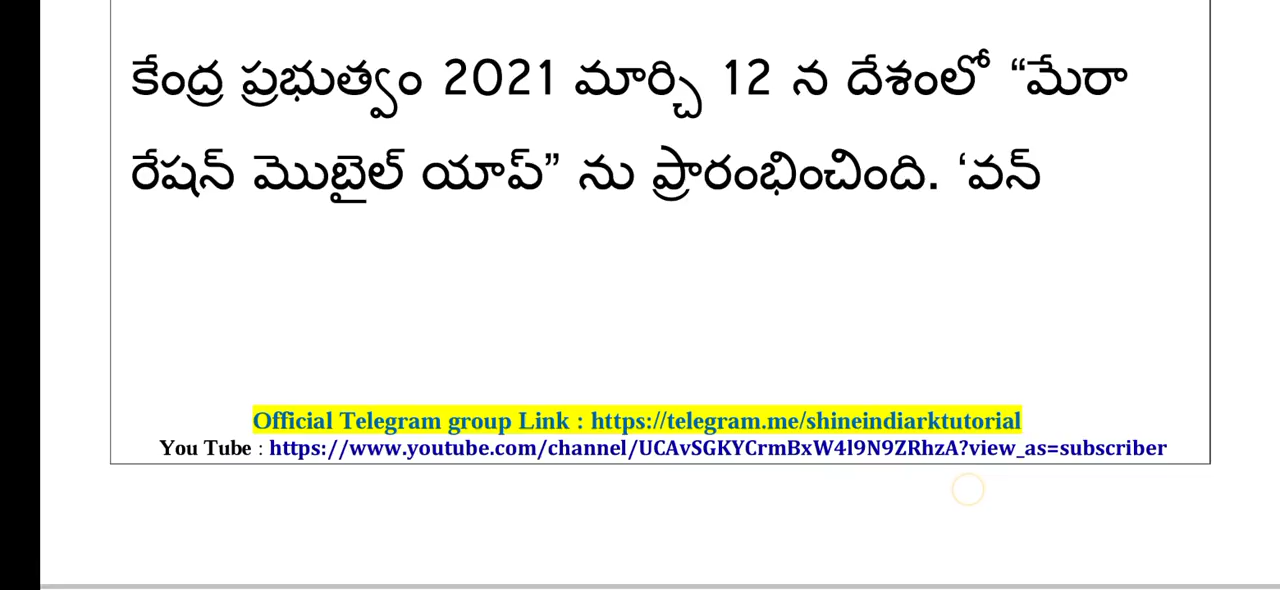 కేంద్ర ప్రభుత్వం 2021 మార్చి 12 న దేశంలో “మేరా
రేషన్ మొబైల్ యాప్” ను ప్రారంభించింది. ‘వన్
Official Telegram group Link : https://telegram.me/shineindiarktutorial
You Tube : https://www.youtube.com/channel/UCAvSGKYCrmBxW4l9N9ZRhzA?view_as=subscriber